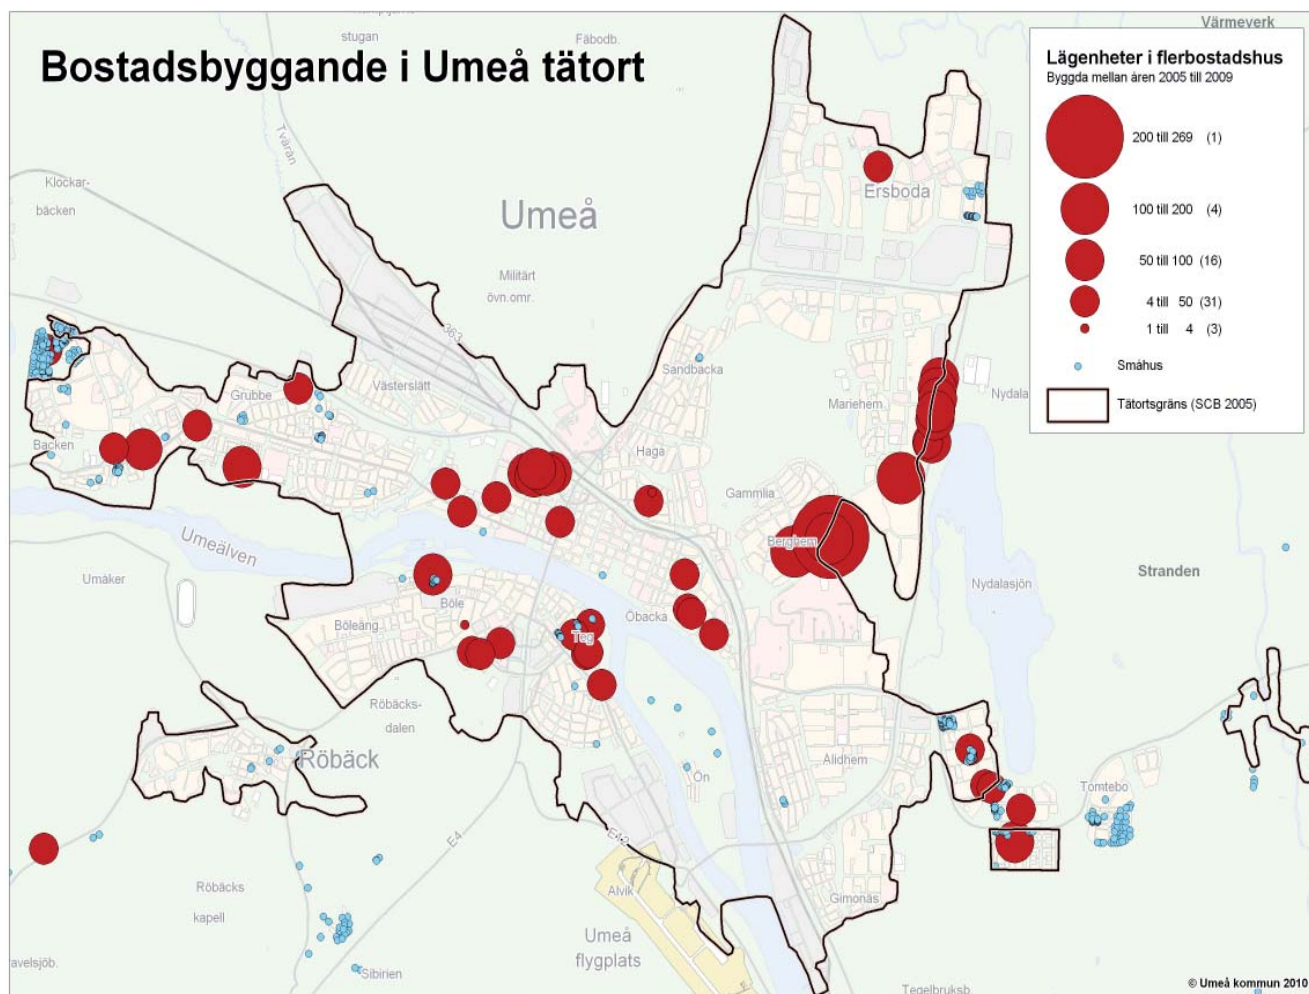 Värmeverk
stugan
Fäbodb.
Bostadsbyggande i Umeå tätort
Lägenheter i flerbostadshus
Byggda mellan åren 2005 till 2009
200 till 269 (1)
100 till 200 (4)
50 till 100 (16)
4 till 50 (31)
1 till 4 (3)
Småhus
Tätortsgräns (SCB 2005)
Tvärån
Klockar-
bäcken
Ersboda
Umeå
Militärt
övn.omr.
363
Sandbacka
Västerslätt
Grubbe
Mariehem
Nydala
Backen
Haga
Gammlia
Umeälven
Berghem
Umåker
Nydalasjön
Stranden
Böle
Böleäng
Öbacka
Teg
Röbäcks-
dalen
Röbäck
Ön
Alidhem
Tomtebo
E4
E12
Röbäcks
kapell
Alvik
Gimonäs
Umeå
flygplats
avelsjöb.
Sibirien
Tegelbruksb.
© Umeå kommun 2010